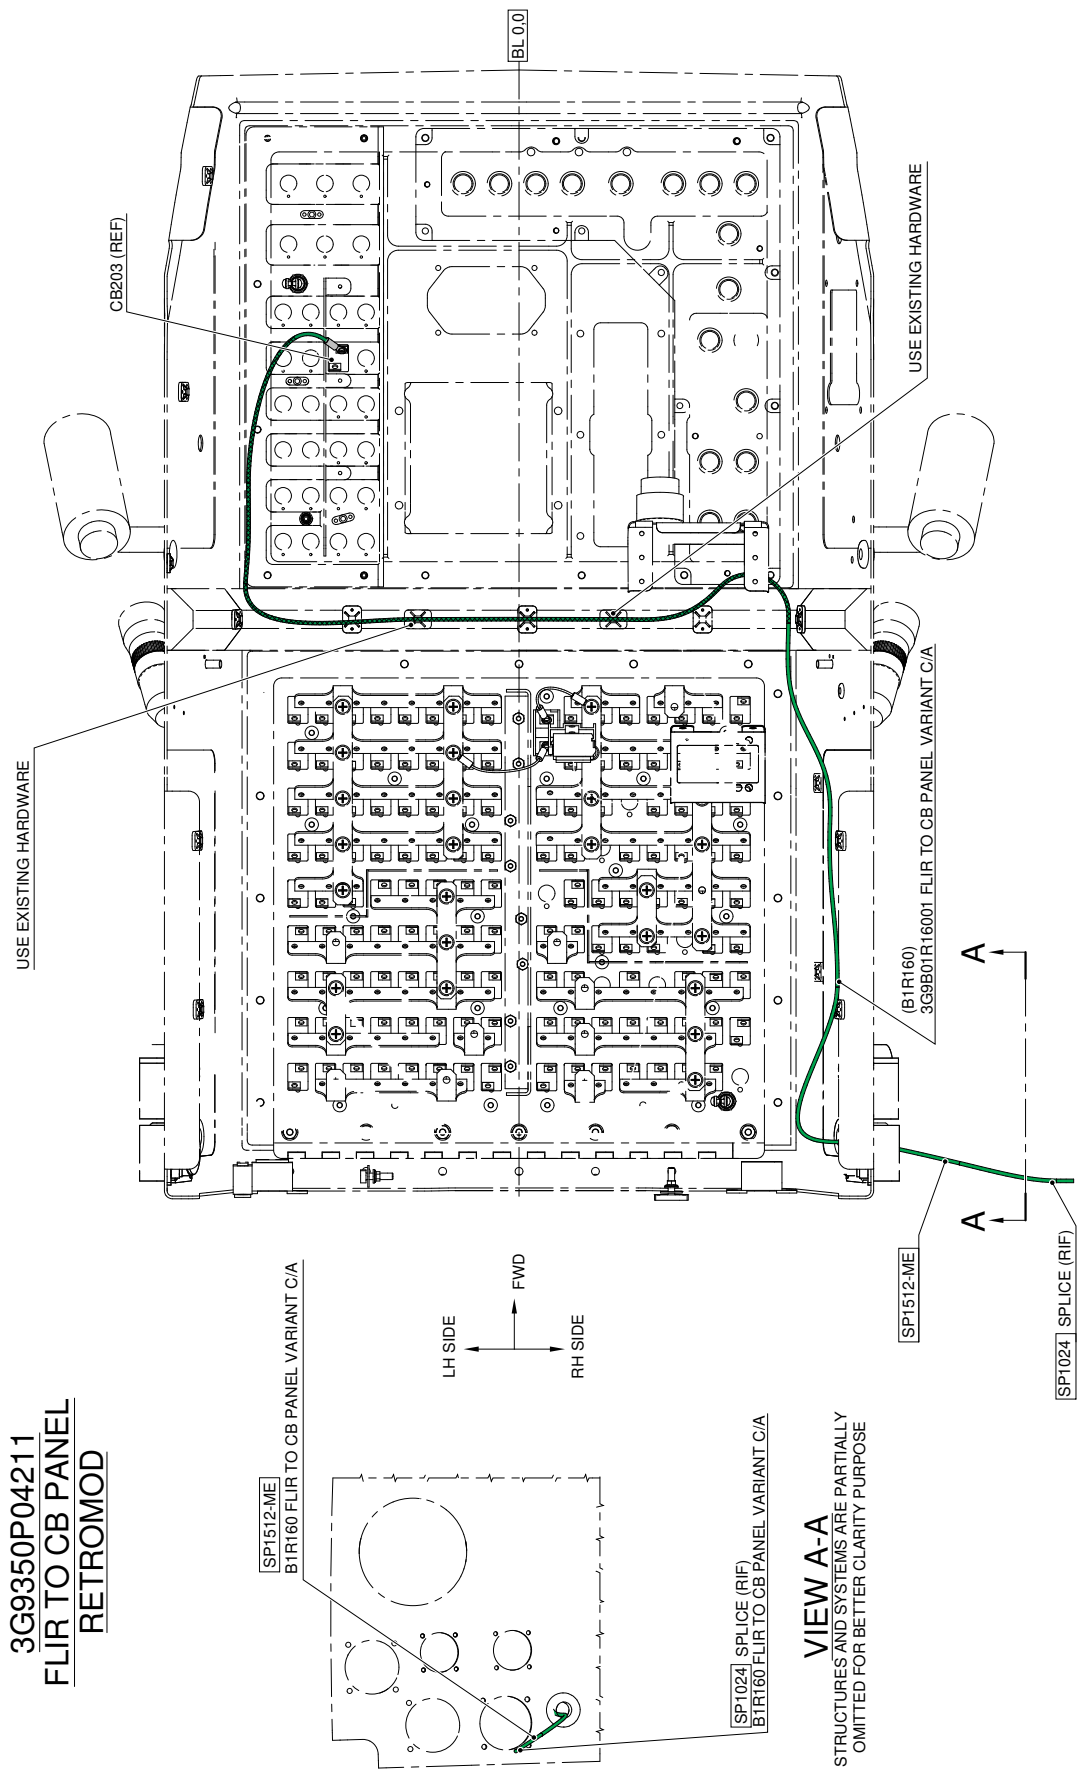 3G9350P04211
FLIR TO CB PANEL
RETROMOD
USE EXISTING HARDWARE
CB203 (REF)
BL 0,0
USE EXISTING HARDWARE
(B1R160)
3G9B01R16001 FLIR TO CB PANEL VARIANT C/A
A
A
SP1512-ME
SP1024 SPLICE (RIF)
LH SIDE
FWD
RH SIDE
SP1512-ME
B1R160 FLIR TO CB PANEL VARIANT C/A
SP1024 SPLICE (RIF)
B1R160 FLIR TO CB PANEL VARIANT C/A
VIEW A-A
STRUCTURES AND SYSTEMS ARE PARTIALLY
OMITTED FOR BETTER CLARITY PURPOSE